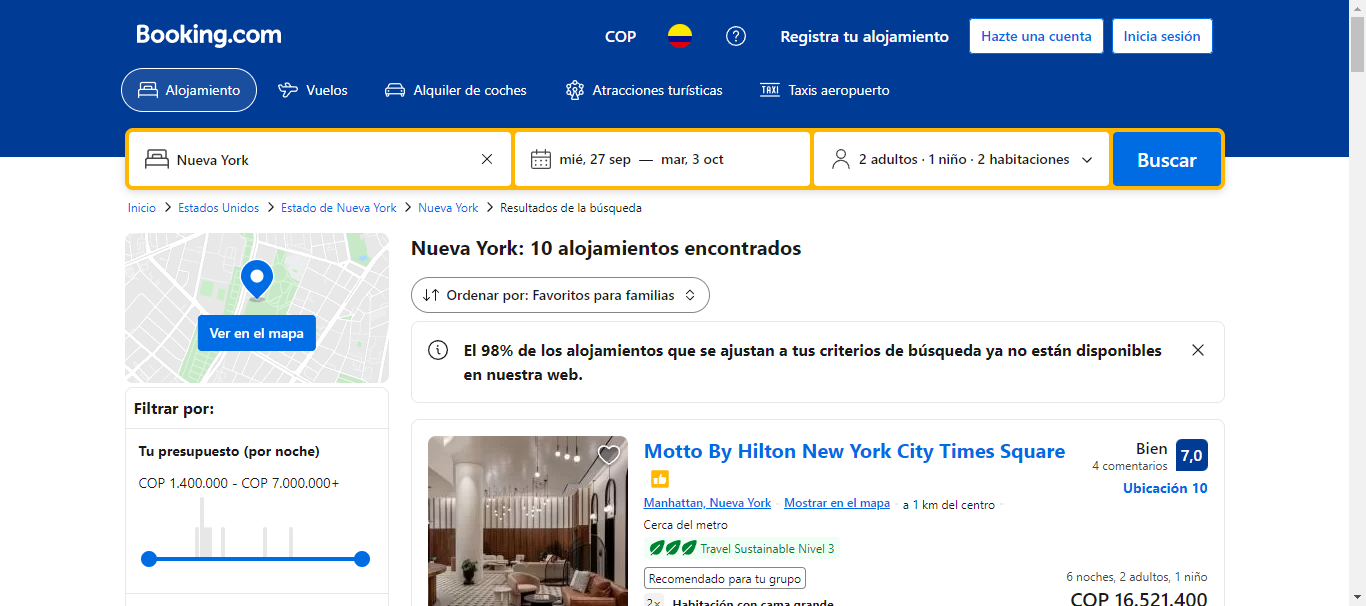 Booking.com
COP
Registra tu alojamiento
Hazte una cuenta
Inicia sesión
Alojamiento
Vuelos
Alquiler de coches
Atracciones turísticas
TAXI Taxis aeropuerto
Nueva York
mié, 27 sep — mar, 3 oct
2 adultos · 1 niño · 2 habitaciones
Buscar
Inicio > Estados Unidos > Estado de Nueva York > Nueva York > Resultados de la búsqueda
Ver en el mapa
Filtrar por:
Tu presupuesto (por noche)
COP 1.400.000 - COP 7.000.000+
Nueva York: 10 alojamientos encontrados
Ordenar por: Favoritos para familias
El 98% de los alojamientos que se ajustan a tus criterios de búsqueda ya no están disponibles
en nuestra web.
Motto By Hilton New York City Times Square
Bien
4 comentarios
7,0
Ubicación 10
Manhattan, Nueva York · Mostrar en el mapa · a 1 km del centro ·
Cerca del metro
Travel Sustainable Nivel 3
Recomendado para tu grupo
2× Habitación con cama grande
6 noches, 2 adultos, 1 niño
COP 16.521.400